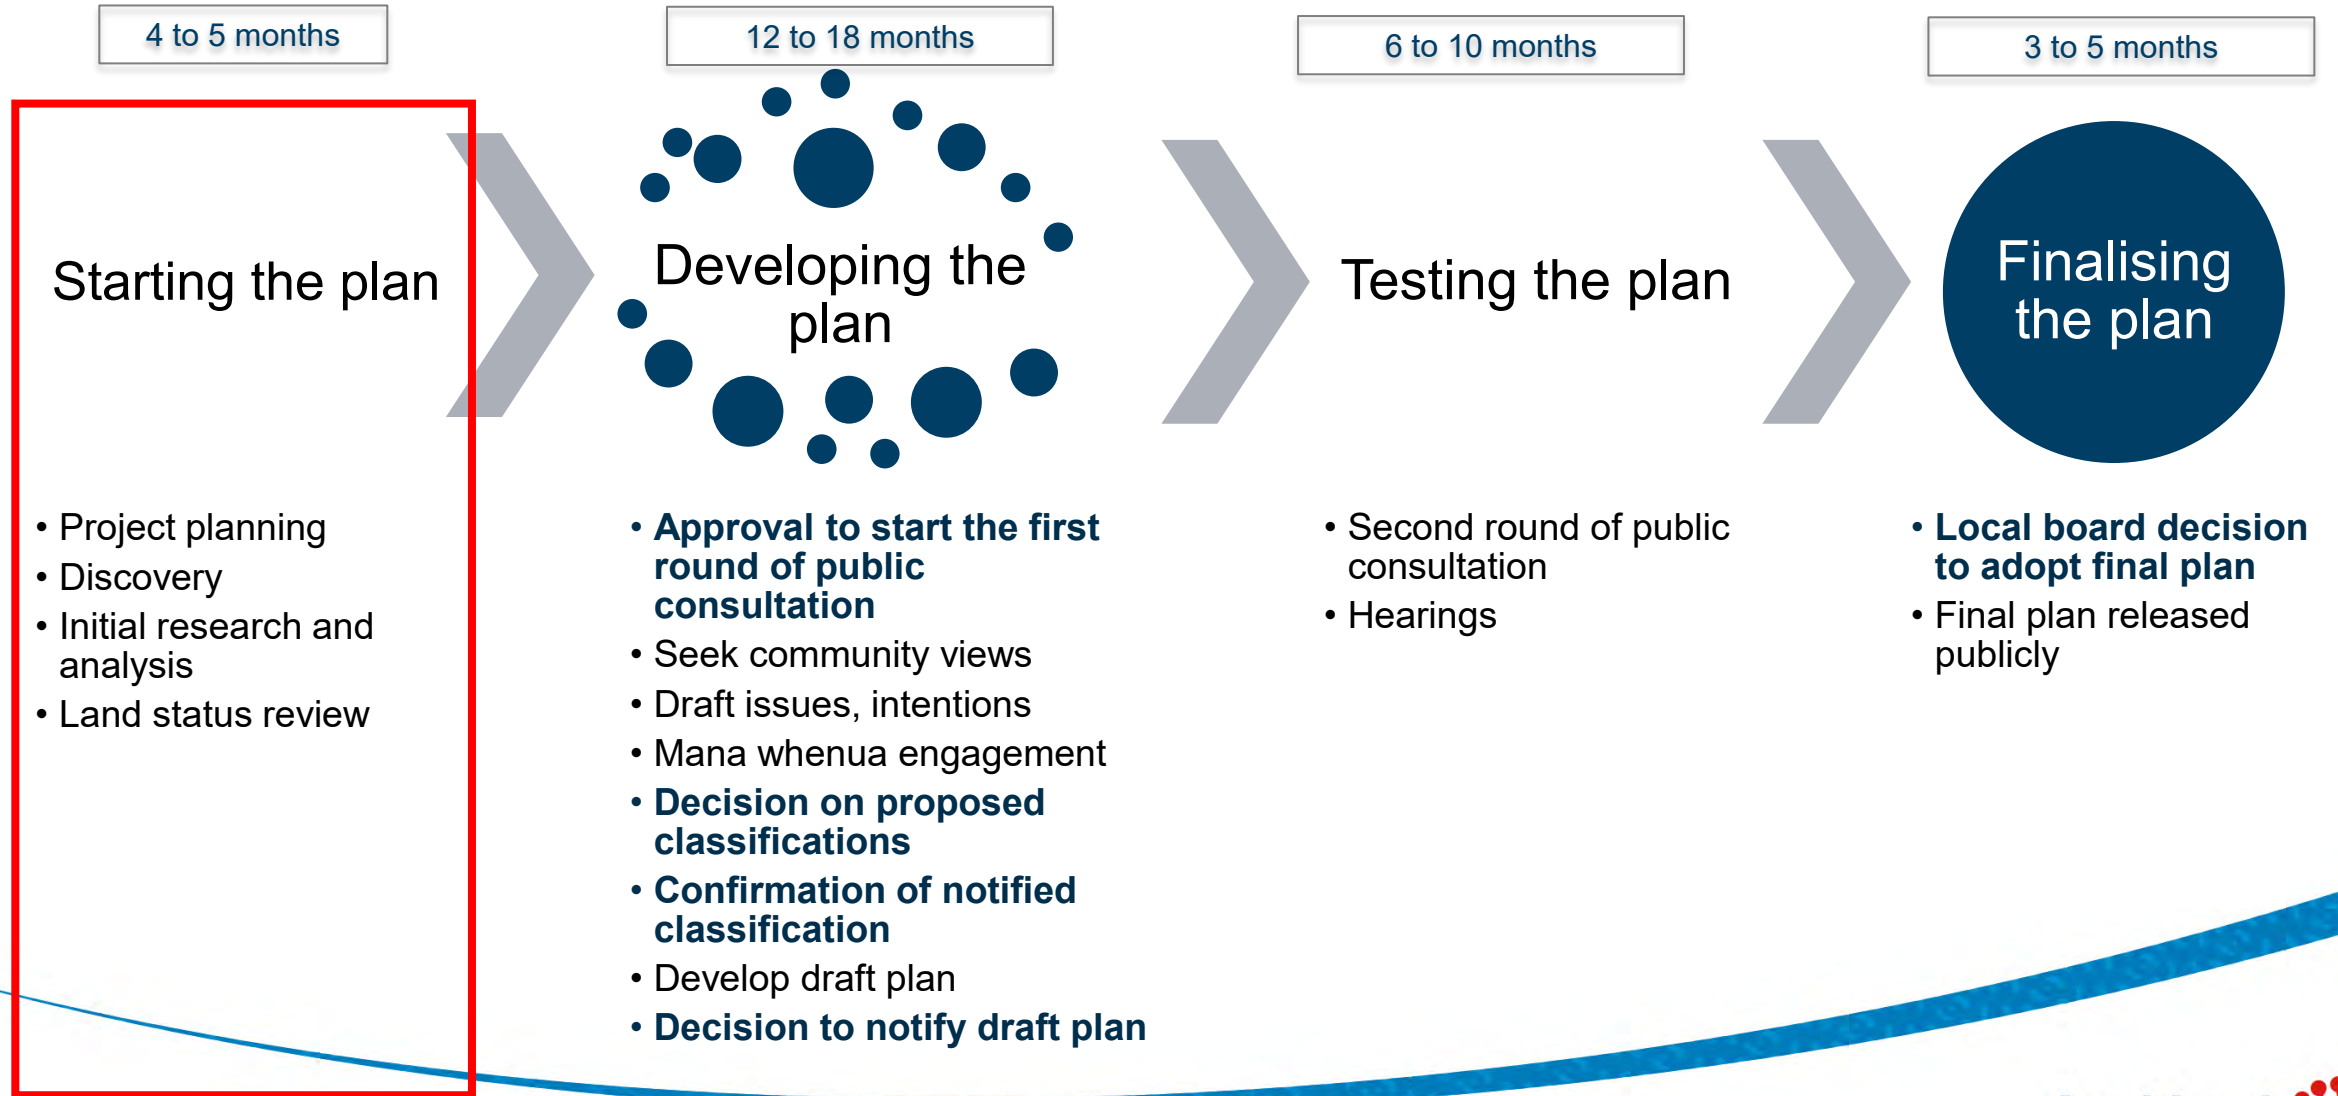 4 to 5 months
12 to 18 months
6 to 10 months
3 to 5 months
Starting the plan
Developing the
plan
Testing the plan
Finalising
the plan
• Project planning
• Discovery
• Initial research and
analysis
• Land status review
• Approval to start the first
round of public
consultation
• Seek community views
• Draft issues, intentions
• Mana whenua engagement
• Decision on proposed
classifications
• Confirmation of notified
classification
• Develop draft plan
• Decision to notify draft plan
• Second round of public
consultation
• Hearings
• Local board decision
to adopt final plan
• Final plan released
publicly